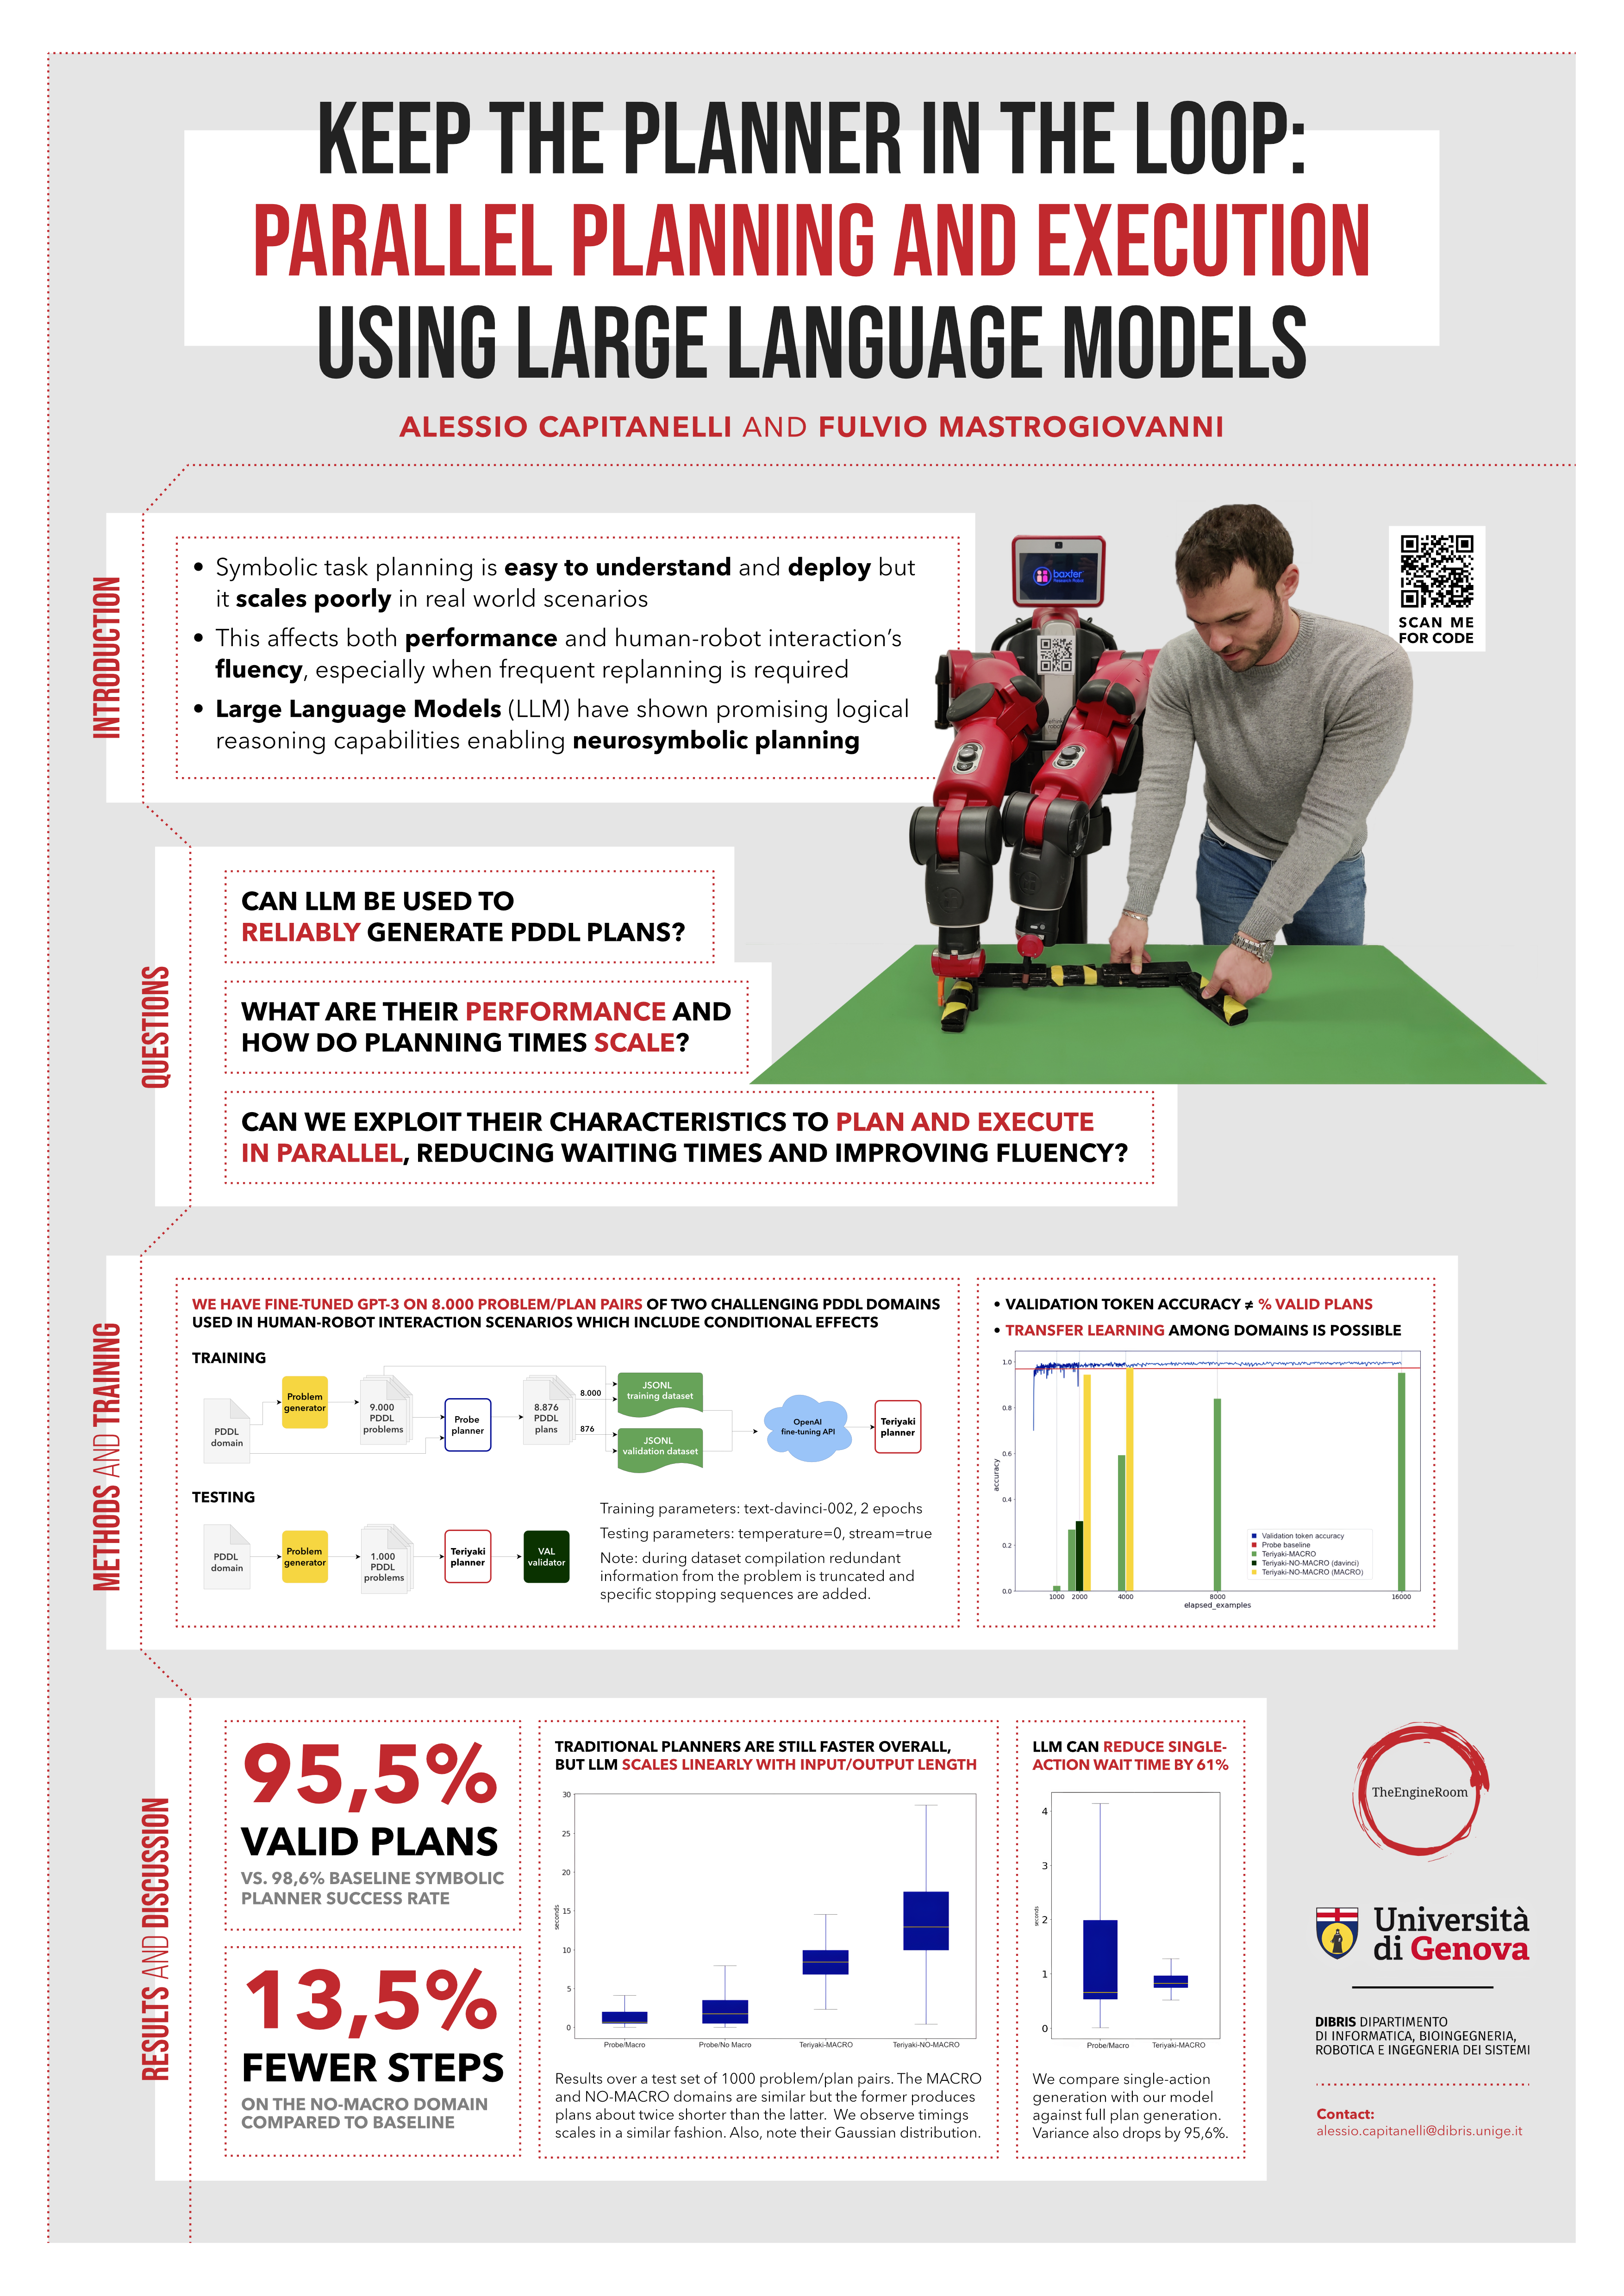 KEEP THE PLANNER IN THE LOOP:
PARALLEL PLANNING AND EXECUTION
USING LARGE LANGUAGE MODELS
ALESSIO CAPITANELLI AND FULVIO MASTROGIOVANNI
INTRODUCTION
• Symbolic task planning is easy to understand and deploy but
it scales poorly in real world scenarios
• This affects both performance and human-robot interaction's
fluency, especially when frequent replanning is required
• Large Language Models (LLM) have shown promising logical
reasoning capabilities enabling neurosymbolic planning
baxter
Research Robot
SCAN ME
FOR CODE
QUESTIONS
CAN LLM BE USED TO
RELIABLY GENERATE PDDL PLANS?
WHAT ARE THEIR PERFORMANCE AND
HOW DO PLANNING TIMES SCALE?
CAN WE EXPLOIT THEIR CHARACTERISTICS TO PLAN AND EXECUTE
IN PARALLEL, REDUCING WAITING TIMES AND IMPROVING FLUENCY?
METHODS AND TRAINING
WE HAVE FINE-TUNED GPT-3 ON 8.000 PROBLEM/PLAN PAIRS OF TWO CHALLENGING PDDL DOMAINS
USED IN HUMAN-ROBOT INTERACTION SCENARIOS WHICH INCLUDE CONDITIONAL EFFECTS
TRAINING
PDDL
domain
Problem
generator
9.000
PDDL
problems
Probe
planner
8.876
PDDL
plans
8.000
876
JSONL
training dataset
JSONL
validation dataset
OpenAI
fine-tuning API
Teriyaki
planner
TESTING
PDDL
domain
Problem
generator
1.000
PDDL
problems
Teriyaki
planner
VAL
validator
Training parameters: text-davinci-002, 2 epochs
Testing parameters: temperature=0, stream=true
Note: during dataset compilation redundant
information from the problem is truncated and
specific stopping sequences are added.
• VALIDATION TOKEN ACCURACY ≠ % VALID PLANS
• TRANSFER LEARNING AMONG DOMAINS IS POSSIBLE
1.0
0.8
0.6
0.4
0.2
0.0
accuracy
Validation token accuracy
Probe baseline
Teriyaki-MACRO
Teriyaki-NO-MACRO (davinci)
Teriyaki-NO-MACRO (MACRO)
1000 2000 4000 8000 16000
elapsed_examples
RESULTS AND DISCUSSION
95,5%
VALID PLANS
VS. 98,6% BASELINE SYMBOLIC
PLANNER SUCCESS RATE
13,5%
FEWER STEPS
ON THE NO-MACRO DOMAIN
COMPARED TO BASELINE
TRADITIONAL PLANNERS ARE STILL FASTER OVERALL,
BUT LLM SCALES LINEARLY WITH INPUT/OUTPUT LENGTH
30
25
20
15
10
5
0
seconds
Probe/Macro Probe/No Macro Teriyaki-MACRO Teriyaki-NO-MACRO
Results over a test set of 1000 problem/plan pairs. The MACRO
and NO-MACRO domains are similar but the former produces
plans about twice shorter than the latter. We observe timings
scales in a similar fashion. Also, note their Gaussian distribution.
LLM CAN REDUCE SINGLE-
ACTION WAIT TIME BY 61%
4
3
2
1
0
seconds
Probe/Macro Teriyaki-MACRO
We compare single-action
generation with our model
against full plan generation.
Variance also drops by 95,6%.
TheEngineRoom
Università
di Genova
DIBRIS DIPARTIMENTO
DI INFORMATICA, BIOINGEGNERIA,
ROBOTICA E INGEGNERIA DEI SISTEMI
Contact:
alessio.capitanelli@dibris.unige.it